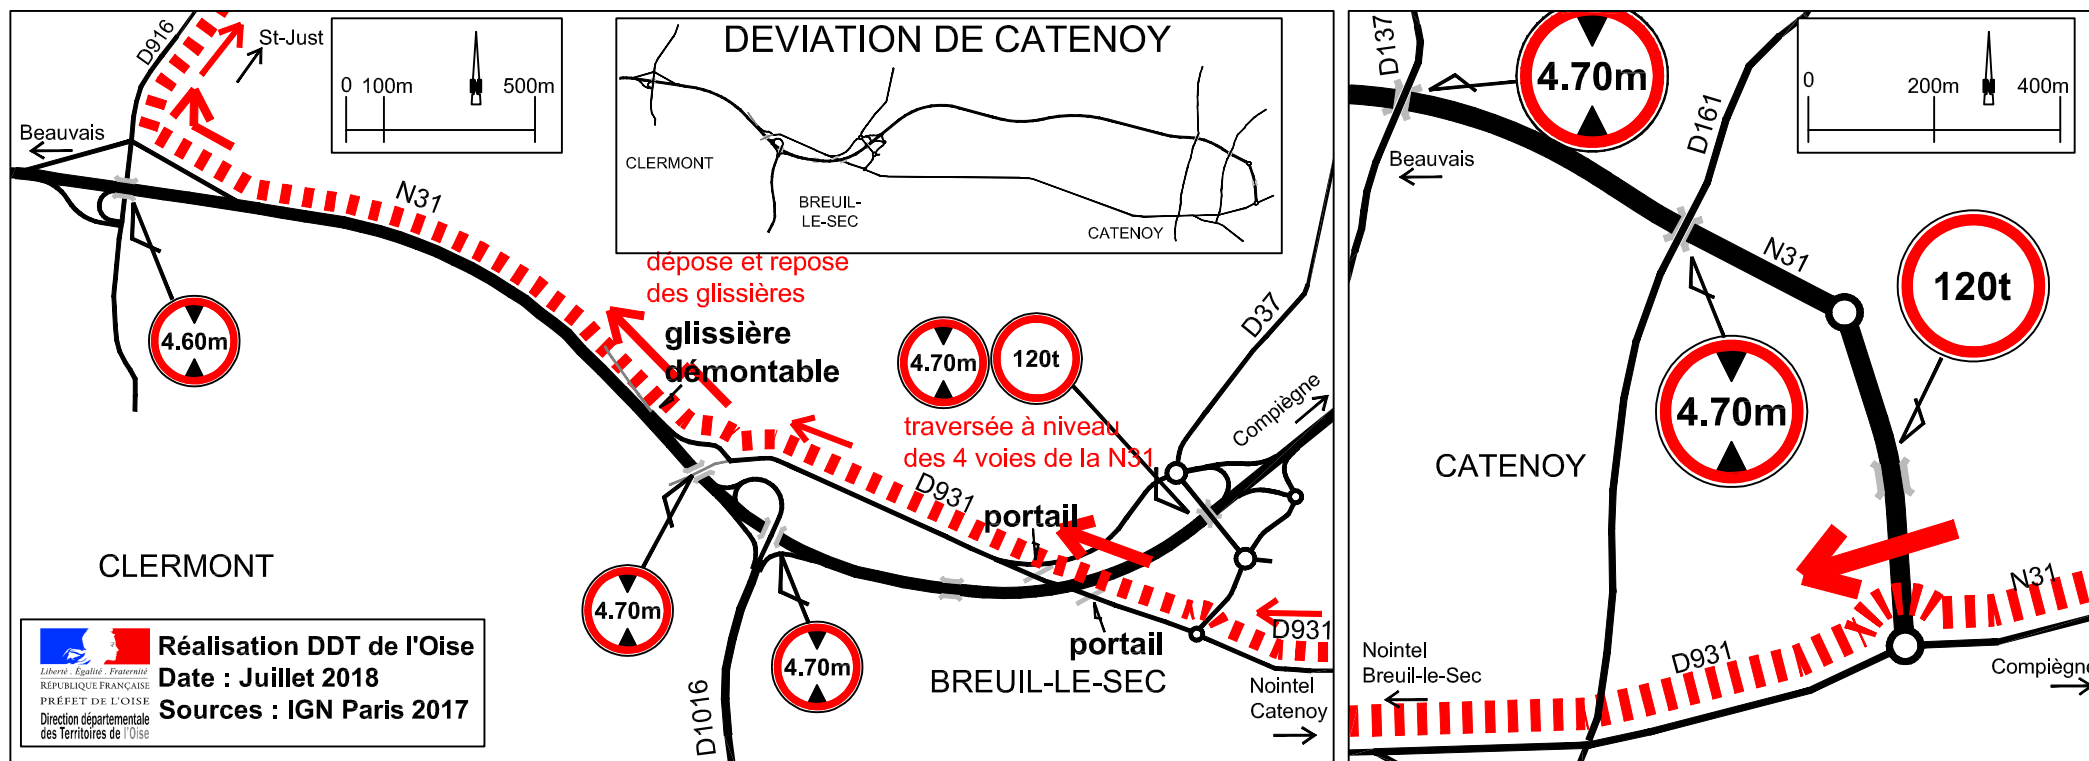 D916
St-Just
0 100m 500m
Beauvais
N31
DEVIATION DE CATENOY
CLERMONT
BREUIL-
LE-SEC
CATENOY
dépose et repose
des glissières
glissière
démontable
4.60m
4.70m
120t
traversée à niveau
des 4 voies de la N31
D37
Compiègne
D931
portail
CLERMONT
4.70m
4.70m
portail
D931
BREUIL-LE-SEC
D1016
Nointel
Catenoy
Liberté . Égalité . Fraternité
RÉPUBLIQUE FRANÇAISE
PRÉFET DE L'OISE
Direction départementale
des Territoires de l'Oise
Réalisation DDT de l'Oise
Date : Juillet 2018
Sources : IGN Paris 2017
D137
4.70m
D161
0 200m 400m
N
Beauvais
N31
120t
4.70m
CATENOY
N31
Nointel
Breuil-le-Sec
D931
Compiègne